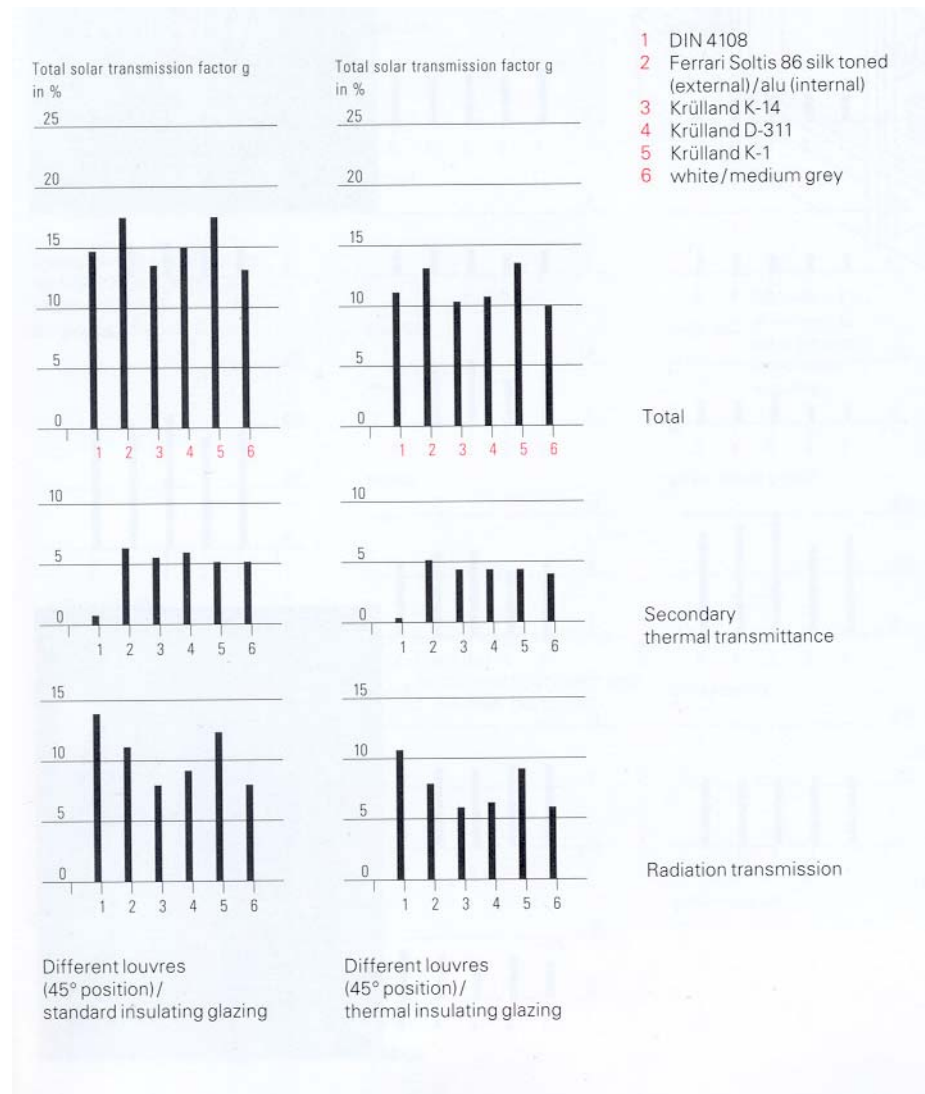 Total solar transmission factor g
in %
25
20
15
10
5
0
1 2 3 4 5 6
10
5
0
1 2 3 4 5 6
15
10
5
0
1 2 3 4 5 6
Different louvres
(45° position)/
standard insulating glazing
Total solar transmission factor g
in %
25
20
15
10
5
0
1 2 3 4 5 6
10
5
0
1 2 3 4 5 6
15
10
5
0
1 2 3 4 5 6
Different louvres
(45° position)/
thermal insulating glazing
1 DIN 4108
2 Ferrari Soltis 86 silk toned
(external)/alu (internal)
3 Krülland K-14
4 Krülland D-311
5 Krülland K-1
6 white/medium grey
Total
Secondary
thermal transmittance
Radiation transmission